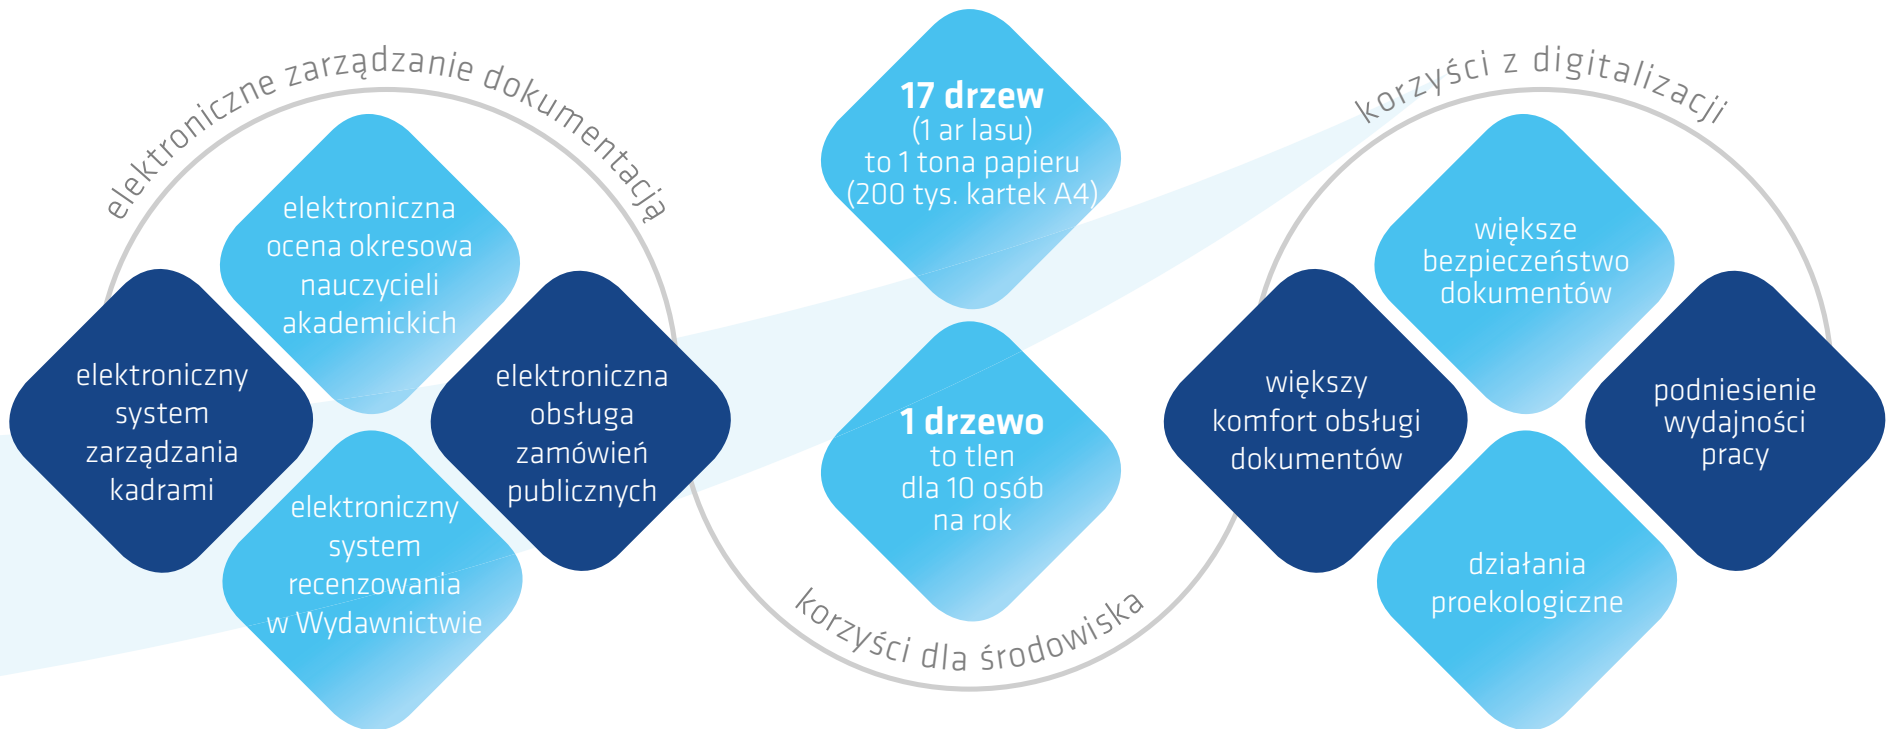 elektroniczne zarządzanie dokumentacją
elektroniczna
ocena okresowa
nauczycieli
akademickich
elektroniczny
system
zarządzania
kadrami
elektroniczna
obsługa
zamówień
publicznych
elektroniczny
system
recenzowania
w Wydawnictwie
17 drzew
(1 ar lasu)
to 1 tona papieru
(200 tys. kartek A4)
1 drzewo
to tlen
dla 10 osób
na rok
korzyści dla środowiska
korzyści z digitalizacji
większe
bezpieczeństwo
dokumentów
większy
komfort obsługi
dokumentów
podniesienie
wydajności
pracy
działania
proekologiczne